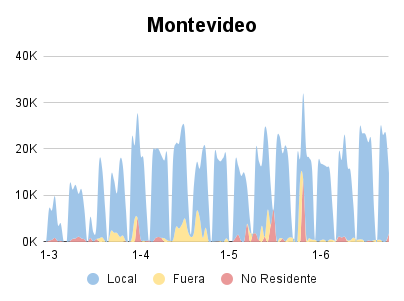 Montevideo
40K
30K
20K
10K
0K
1-3 1-4 1-5 1-6
Local Fuera No Residente